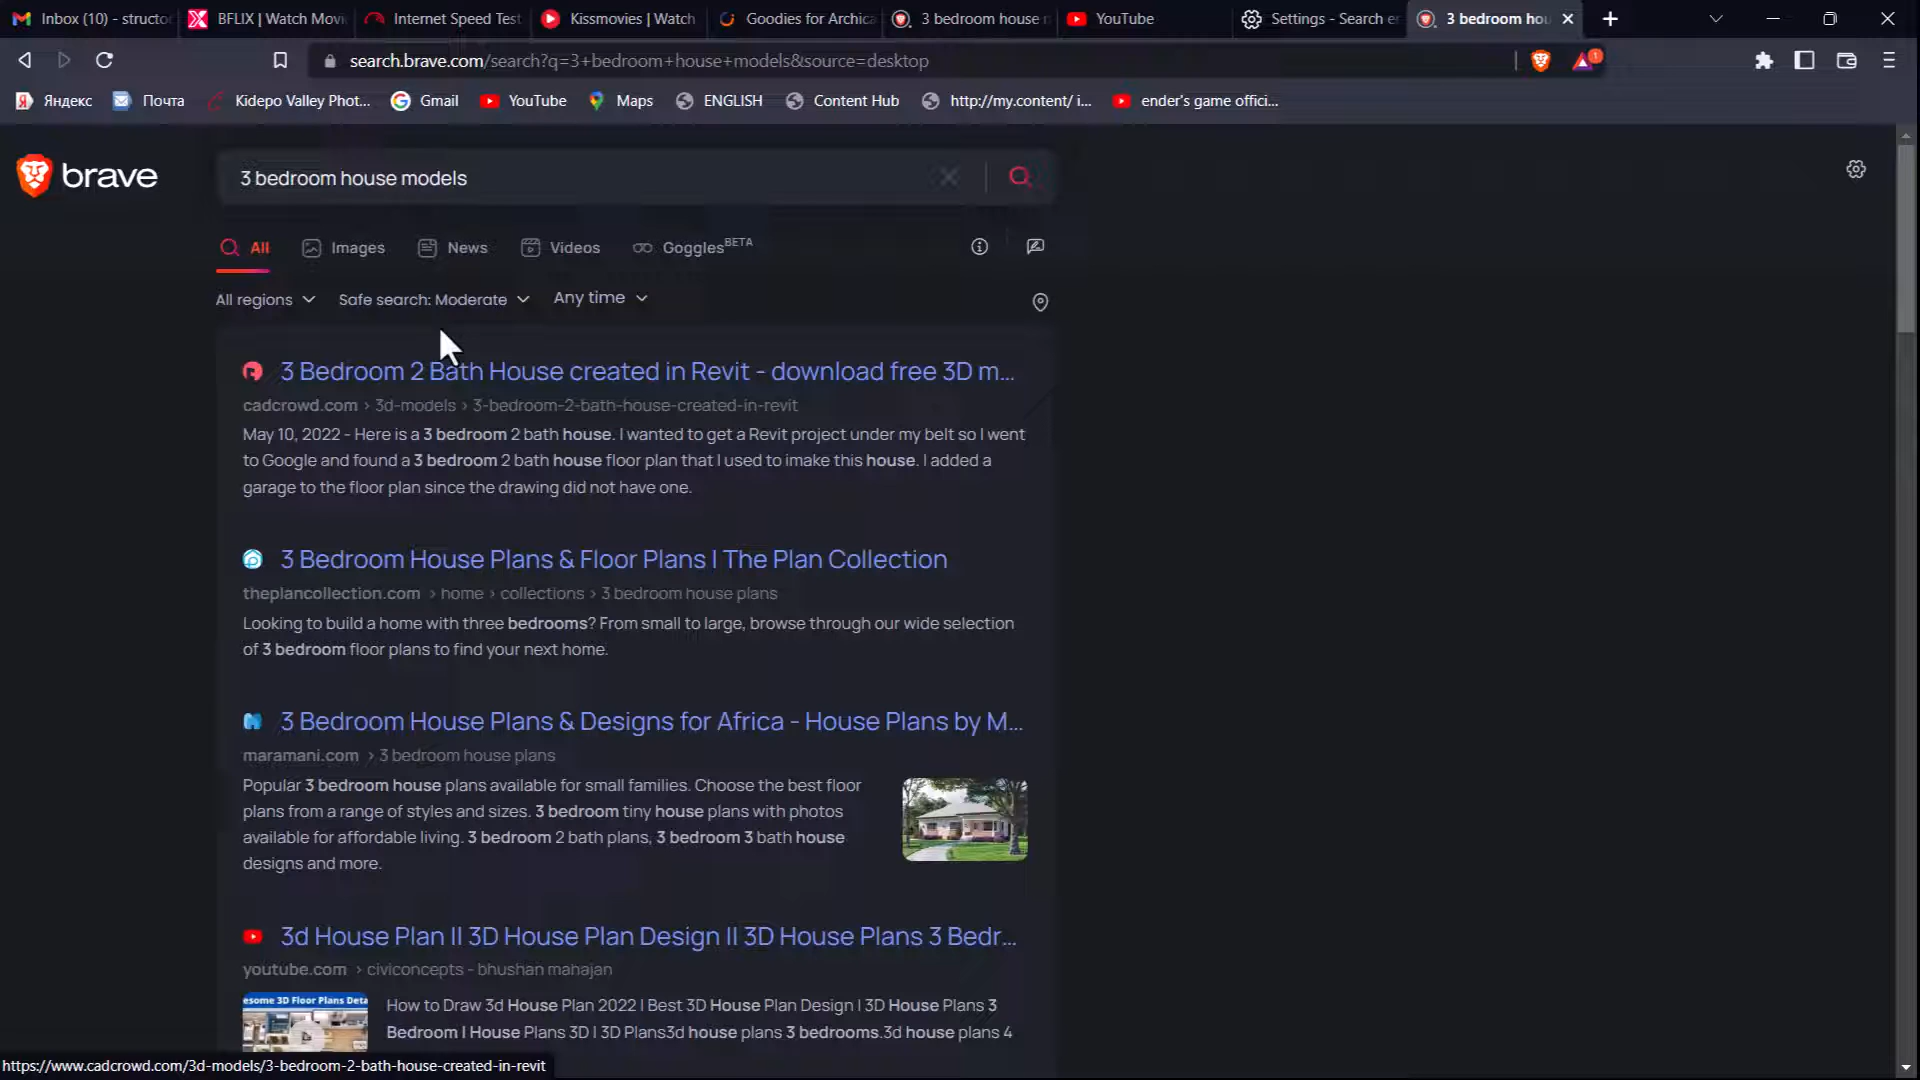 Inbox (10) - structo
BFLIX | Watch Movi
Internet Speed Test
Kissmovies | Watch
Goodies for Archica
3 bedroom house m
YouTube
Settings - Search en
3 bedroom hou
search.brave.com/search?q=3+bedroom+house+models&source=desktop
1
Яндекс
Почта
Kidepo Valley Phot...
Gmail
YouTube
Maps
ENGLISH
Content Hub
http://my.content/ i...
ender's game offici...
brave
3 bedroom house models
All
Images
News
Videos
Goggles BETA
All regions
Safe search: Moderate
Any time
3 Bedroom 2 Bath House created in Revit - download free 3D m...
cadcrowd.com › 3d-models › 3-bedroom-2-bath-house-created-in-revit
May 10, 2022 - Here is a 3 bedroom 2 bath house. I wanted to get a Revit project under my belt so I went
to Google and found a 3 bedroom 2 bath house floor plan that I used to imake this house. I added a
garage to the floor plan since the drawing did not have one.
3 Bedroom House Plans & Floor Plans | The Plan Collection
theplancollection.com › home › collections › 3 bedroom house plans
Looking to build a home with three bedrooms? From small to large, browse through our wide selection
of 3 bedroom floor plans to find your next home.
3 Bedroom House Plans & Designs for Africa - House Plans by M...
maramani.com › 3 bedroom house plans
Popular 3 bedroom house plans available for small families. Choose the best floor
plans from a range of styles and sizes. 3 bedroom tiny house plans with photos
available for affordable living. 3 bedroom 2 bath plans, 3 bedroom 3 bath house
designs and more.
3d House Plan II 3D House Plan Design II 3D House Plans 3 Bedr...
youtube.com › civiconcepts - bhushan mahajan
esome 3D Floor Plans Deta
How to Draw 3d House Plan 2022 I Best 3D House Plan Design I 3D House Plans 3
Bedroom I House Plans 3D I 3D Plans3d house plans 3 bedrooms.3d house plans 4
https://www.cadcrowd.com/3d-models/3-bedroom-2-bath-house-created-in-revit